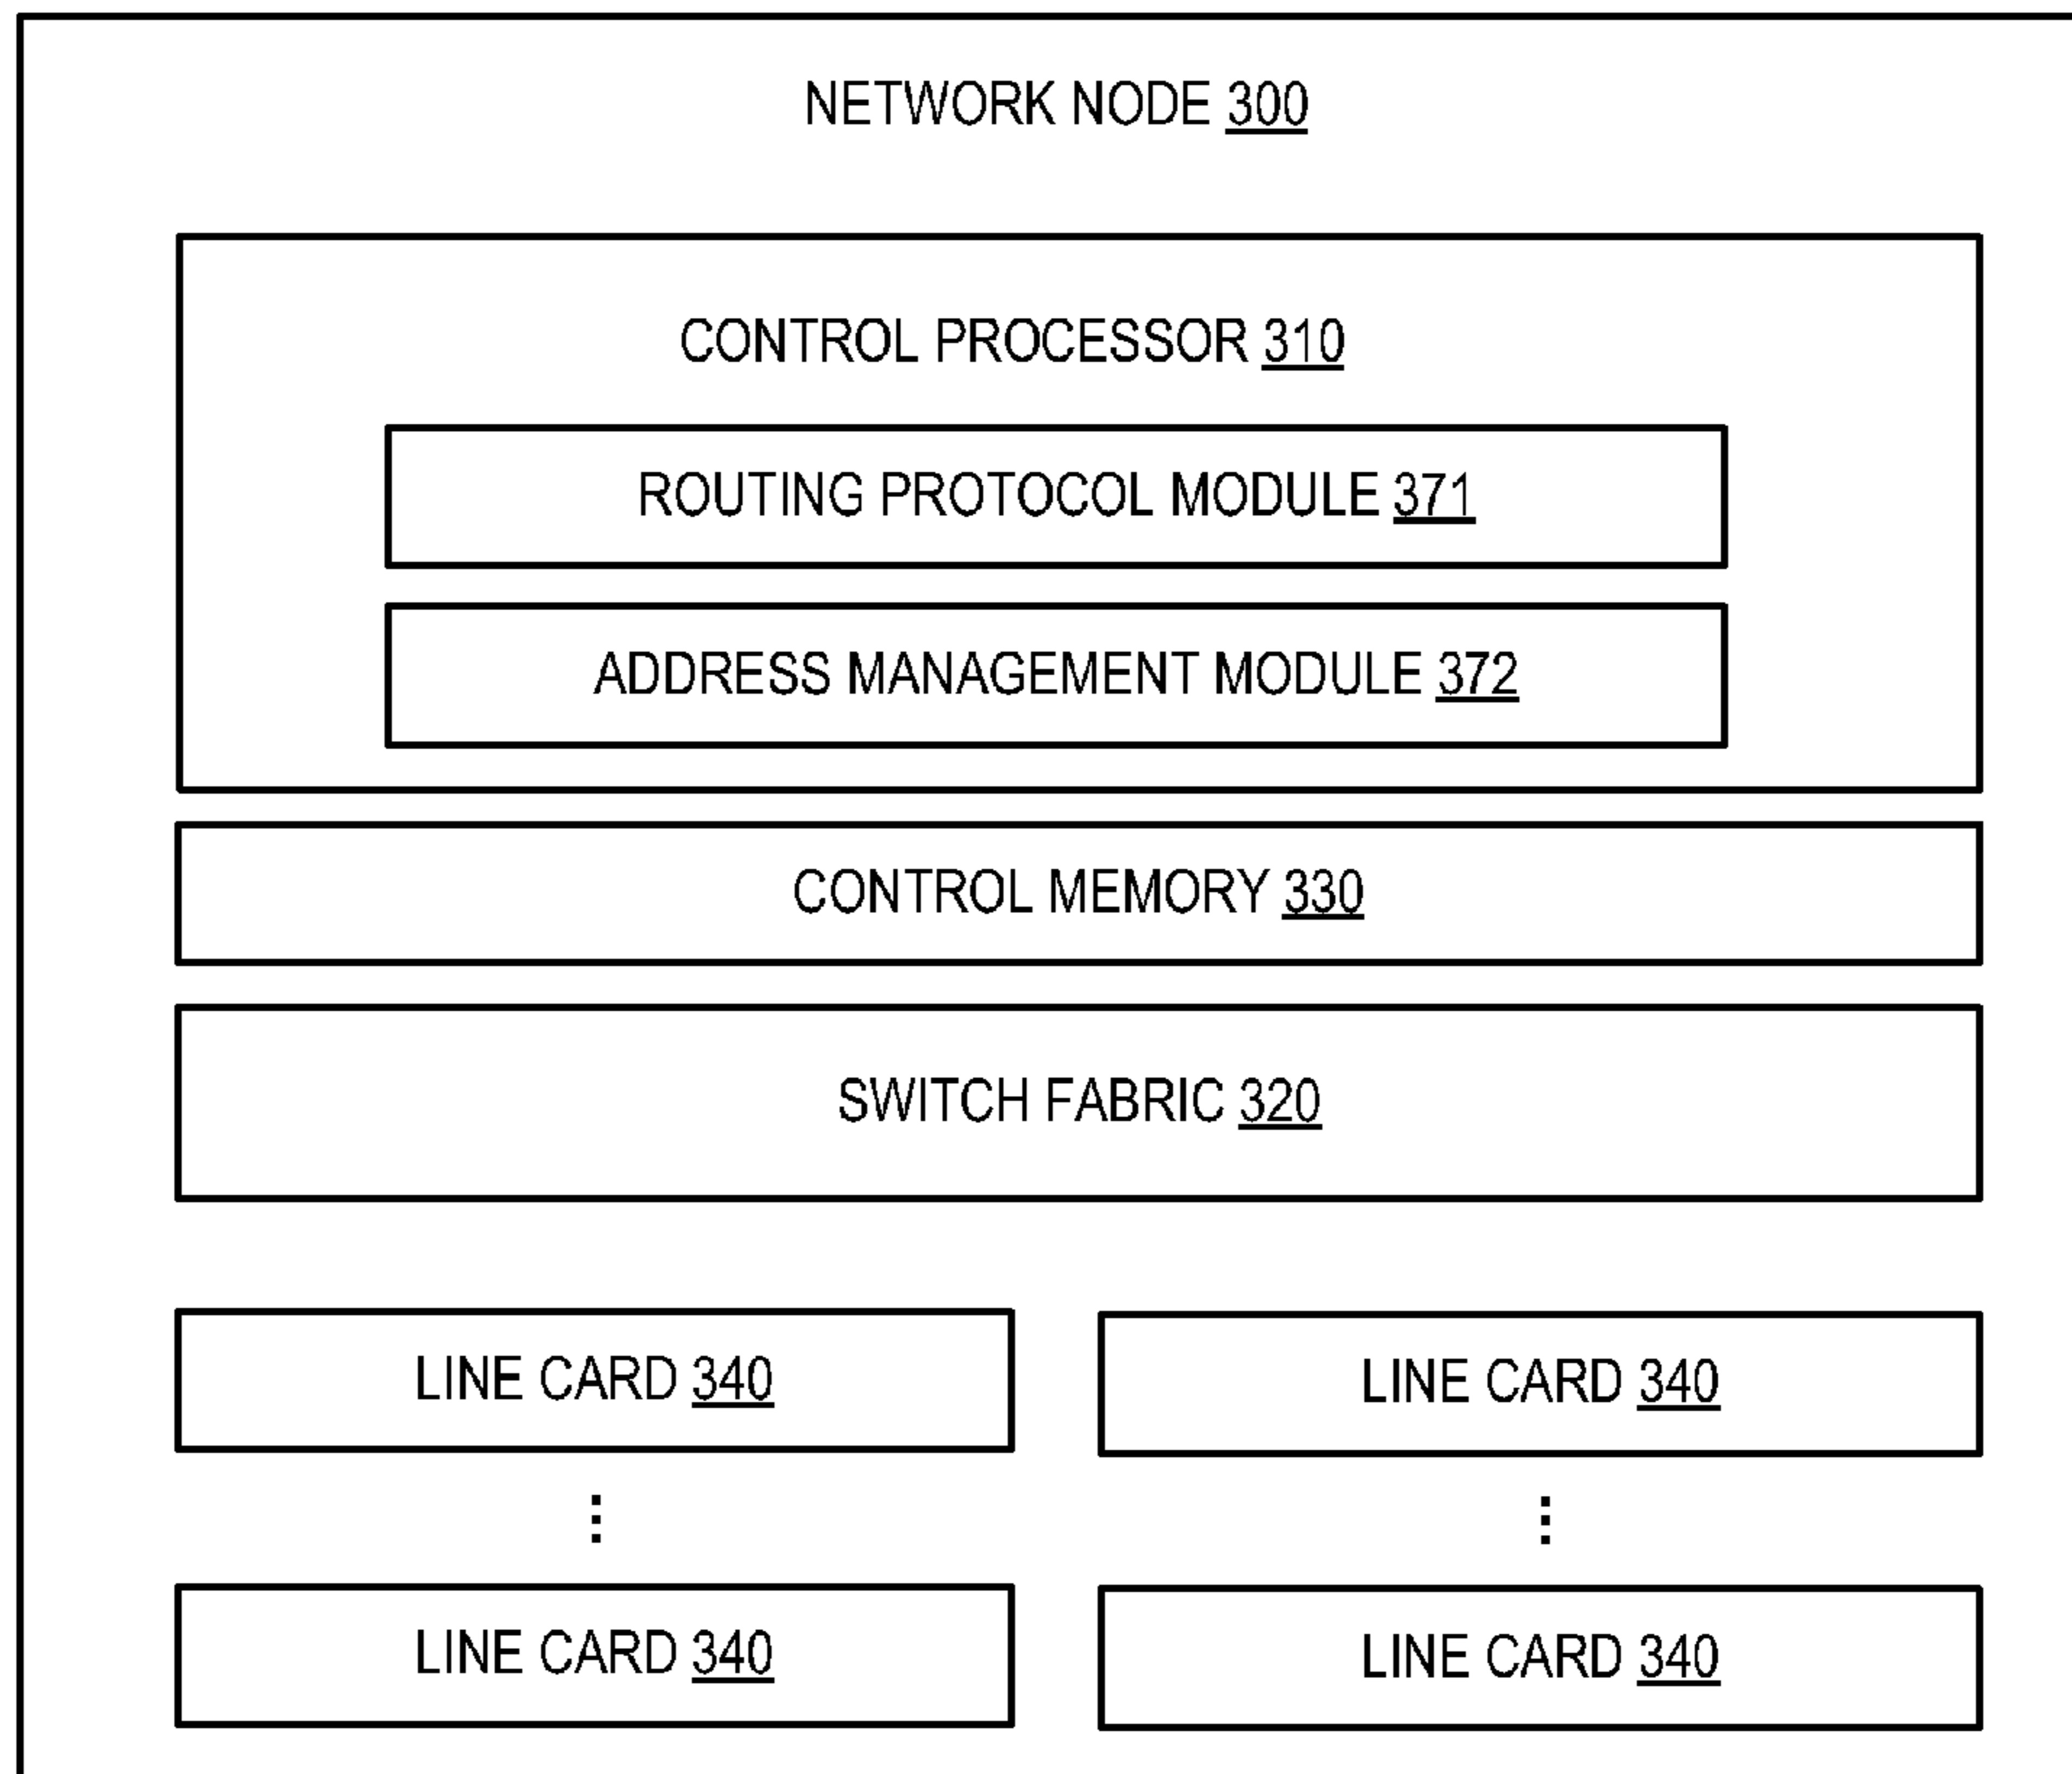 NETWORK NODE 300
CONTROL PROCESSOR 310
ROUTING PROTOCOL MODULE 371
ADDRESS MANAGEMENT MODULE 372
CONTROL MEMORY 330
SWITCH FABRIC 320
LINE CARD 340
LINE CARD 340
LINE CARD 340
LINE CARD 340